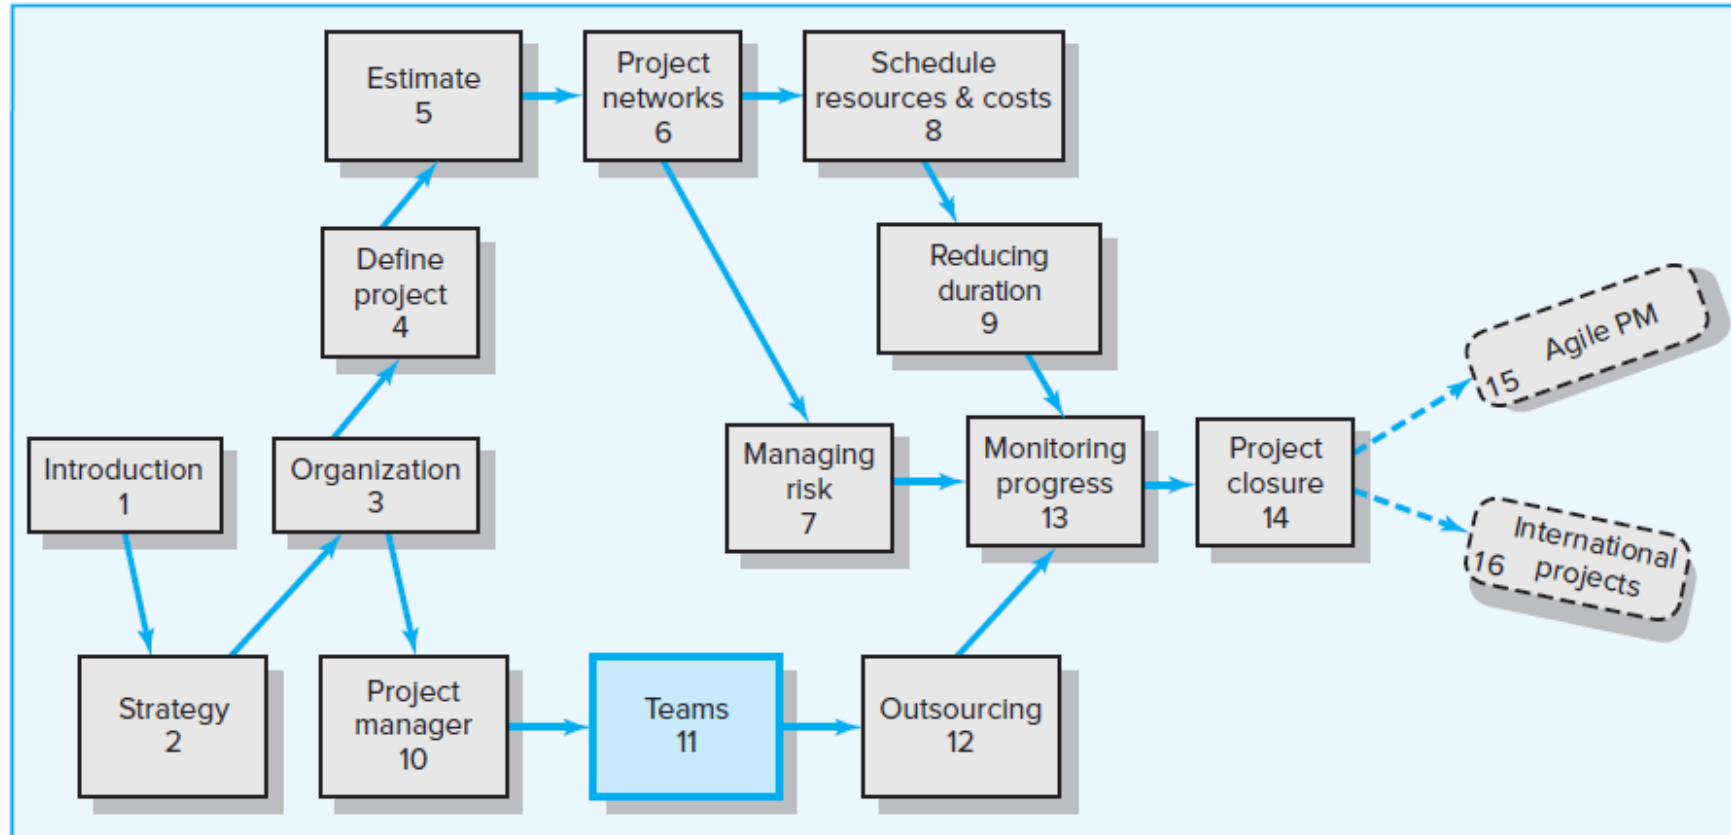 Estimate
5
Project
networks
6
Schedule
resources & costs
8
Define
project
4
Reducing
duration
9
Agile PM
15
Introduction
1
Organization
3
Managing
risk
7
Monitoring
progress
13
Project
closure
14
International
projects
16
Strategy
2
Project
manager
10
Teams
11
Outsourcing
12